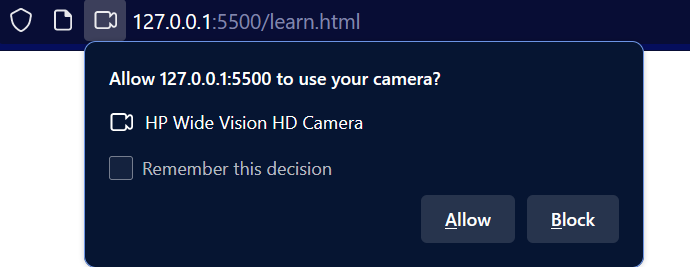 127.0.0.1:5500/learn.html
Allow 127.0.0.1:5500 to use your camera?
HP Wide Vision HD Camera
Remember this decision
Allow Block